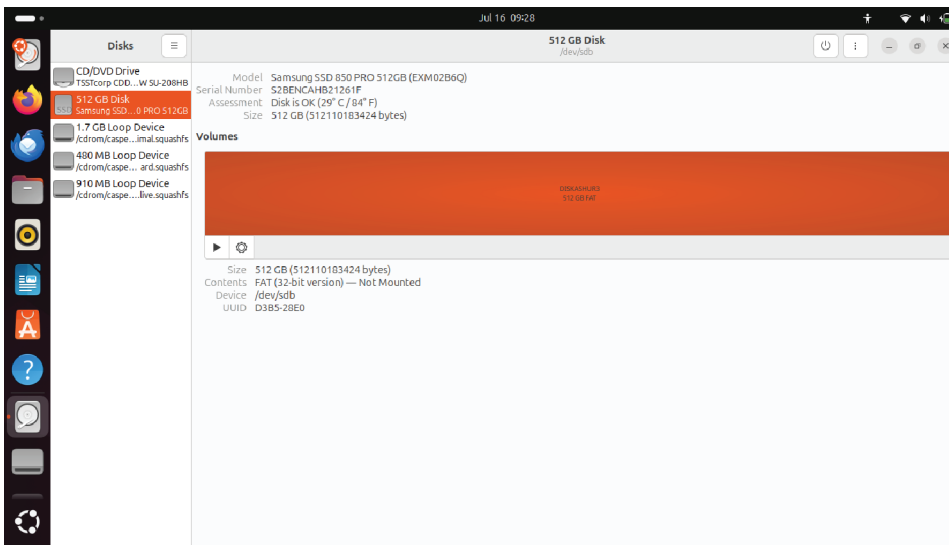 Jul 16 09:28
Disks
512 GB Disk
/dev/sdb
CD/DVD Drive
TSSTcorp CDD...W SU-208HB
512 GB Disk
Samsung SSD...0 PRO 512GB
SSD
1.7 GB Loop Device
/cdrom/caspe...imal.squashfs
480 MB Loop Device
/cdrom/caspe... ard.squashfs
910 MB Loop Device
/cdrom/caspe....live.squashfs
Model Samsung SSD 850 PRO 512GB (EXM02B6Q)
Serial Number S2BENCAHB21261F
Assessment Disk is OK (29° C / 84° F)
Size 512 GB (512110183424 bytes)
Volumes
512 GB FAT
Size 512 GB (512110183424 bytes)
Contents FAT (32-bit version) — Not Mounted
Device /dev/sdb
UUID D3B5-28E0